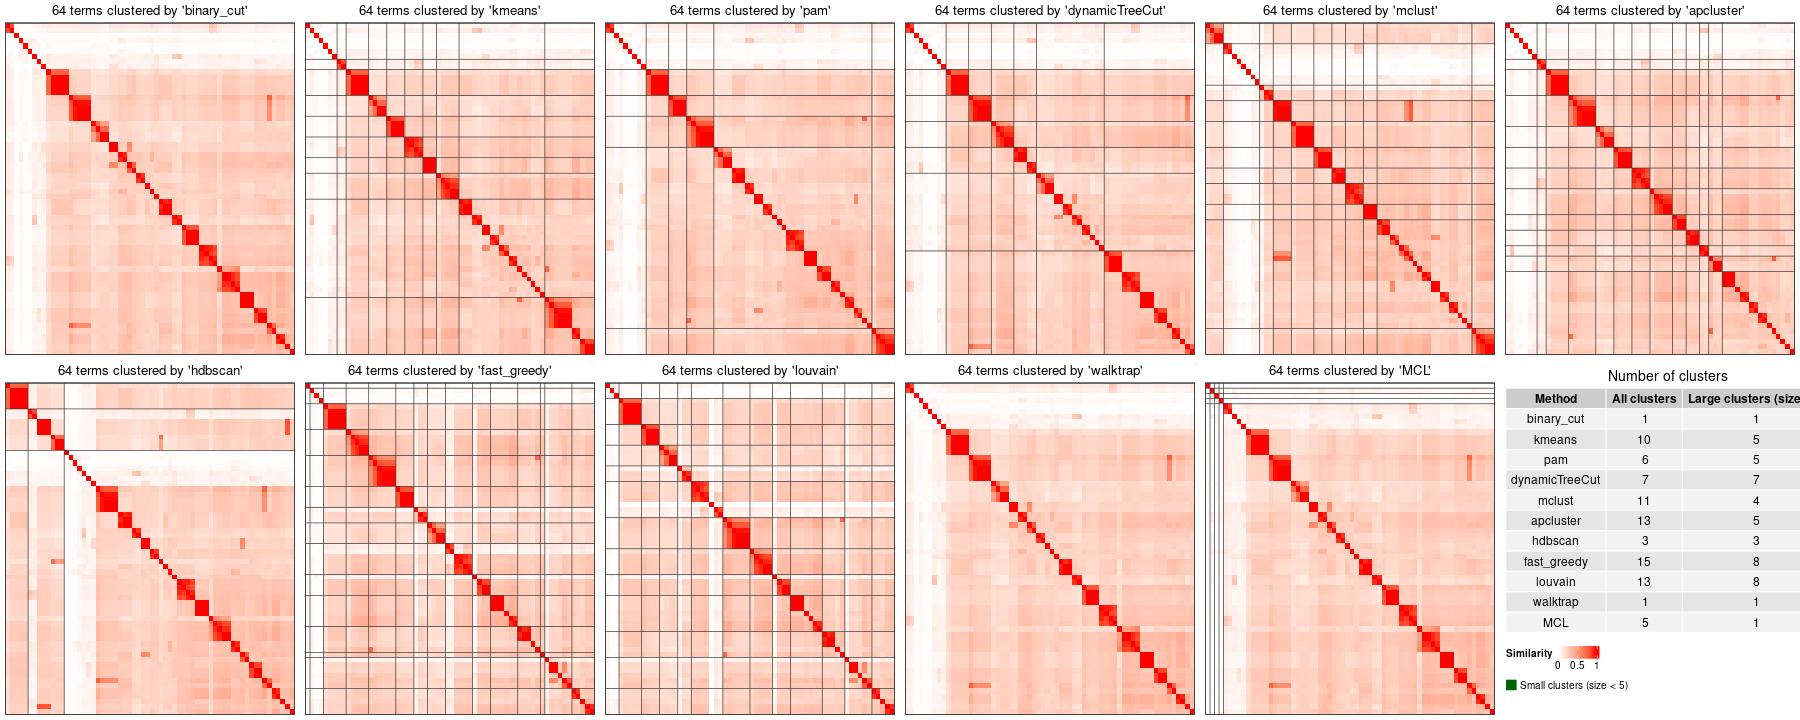 64 terms clustered by 'binary_cut'
64 terms clustered by 'kmeans'
64 terms clustered by 'pam'
64 terms clustered by 'dynamicTreeCut'
64 terms clustered by 'mclust'
64 terms clustered by 'apcluster'
64 terms clustered by 'hdbscan'
64 terms clustered by 'fast_greedy'
64 terms clustered by 'louvain'
64 terms clustered by 'walktrap'
64 terms clustered by 'MCL'
Number of clusters
Method All clusters Large clusters (size
binary_cut 1 1
kmeans 10 5
pam 6 5
dynamicTreeCut 7 7
mclust 11 4
apcluster 13 5
hdbscan 3 3
fast_greedy 15 8
louvain 13 8
walktrap 1 1
MCL 5 1
Similarity
0 0.5 1
Small clusters (size < 5)